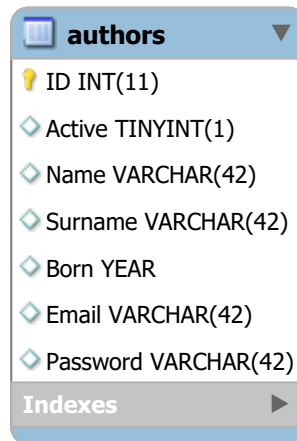 authors
ID INT(11)
Active TINYINT(1)
Name VARCHAR(42)
Surname VARCHAR(42)
Born YEAR
Email VARCHAR(42)
Password VARCHAR(42)
Indexes